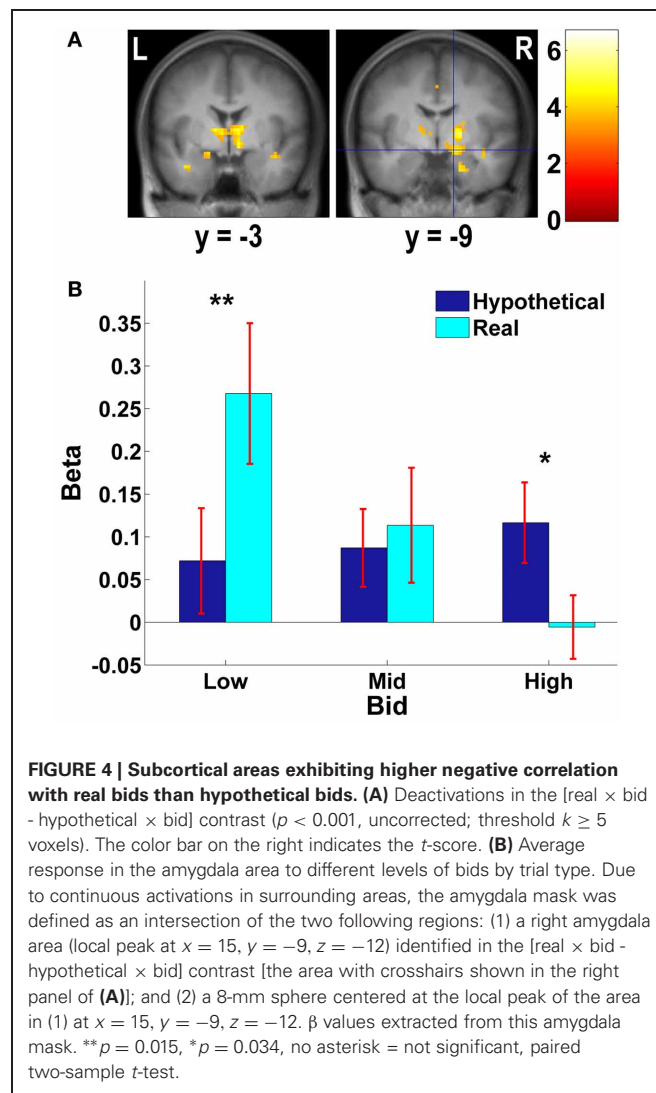 A
L
R
6
4
2
0
y = -3
y = -9
B
**
Hypothetical
Real
0.35
0.3
0.25
0.2
0.15
0.1
0.05
0
-0.05
Beta
*
Low
Mid
High
Bid
FIGURE 4 | Subcortical areas exhibiting higher negative correlation
with real bids than hypothetical bids. (A) Deactivations in the [real × bid
- hypothetical × bid] contrast (p < 0.001, uncorrected; threshold k ≥ 5
voxels). The color bar on the right indicates the t-score. (B) Average
response in the amygdala area to different levels of bids by trial type. Due
to continuous activations in surrounding areas, the amygdala mask was
defined as an intersection of the two following regions: (1) a right amygdala
area (local peak at x = 15, y = −9, z = −12) identified in the [real × bid -
hypothetical × bid] contrast [the area with crosshairs shown in the right
panel of (A)]; and (2) a 8-mm sphere centered at the local peak of the area
in (1) at x = 15, y = −9, z = −12. β values extracted from this amygdala
mask. **p = 0.015, *p = 0.034, no asterisk = not significant, paired
two-sample t-test.